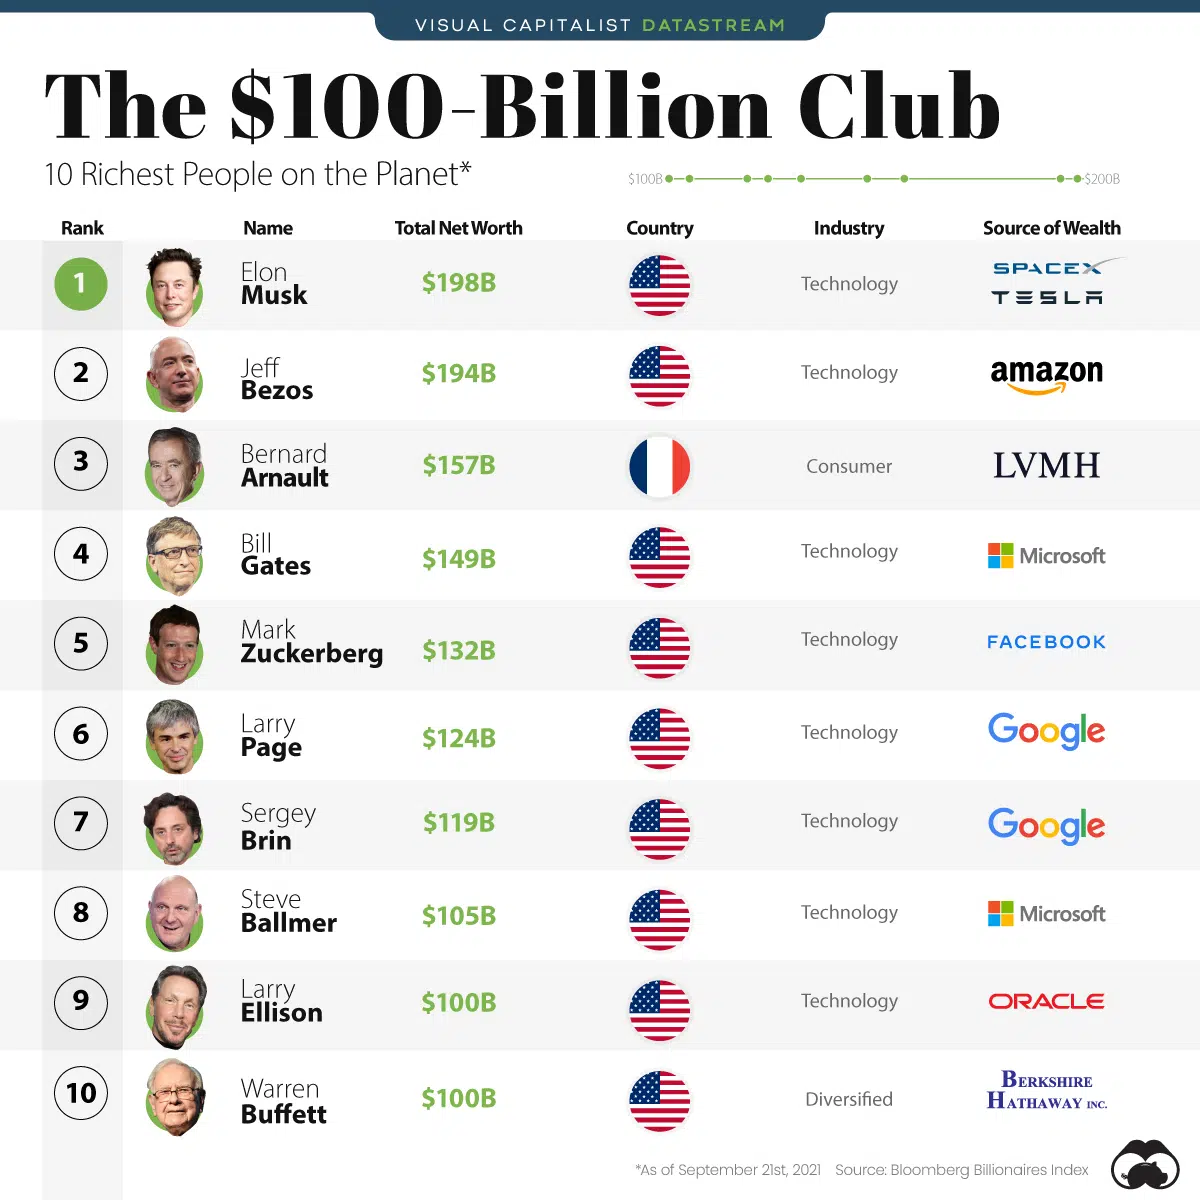 VISUAL CAPITALIST DATASTREAM
The $100-Billion Club
10 Richest People on the Planet*
$100B $200B
Rank Name Total Net Worth Country Industry Source of Wealth
1 Elon Musk $198B Technology SPACEX TESLA
2 Jeff Bezos $194B Technology amazon
3 Bernard Arnault $157B Consumer LVMH
4 Bill Gates $149B Technology Microsoft
5 Mark Zuckerberg $132B Technology FACEBOOK
6 Larry Page $124B Technology Google
7 Sergey Brin $119B Technology Google
8 Steve Ballmer $105B Technology Microsoft
9 Larry Ellison $100B Technology ORACLE
10 Warren Buffett $100B Diversified BERKSHIRE HATHAWAY INC.
*As of September 21st, 2021 Source: Bloomberg Billionaires Index